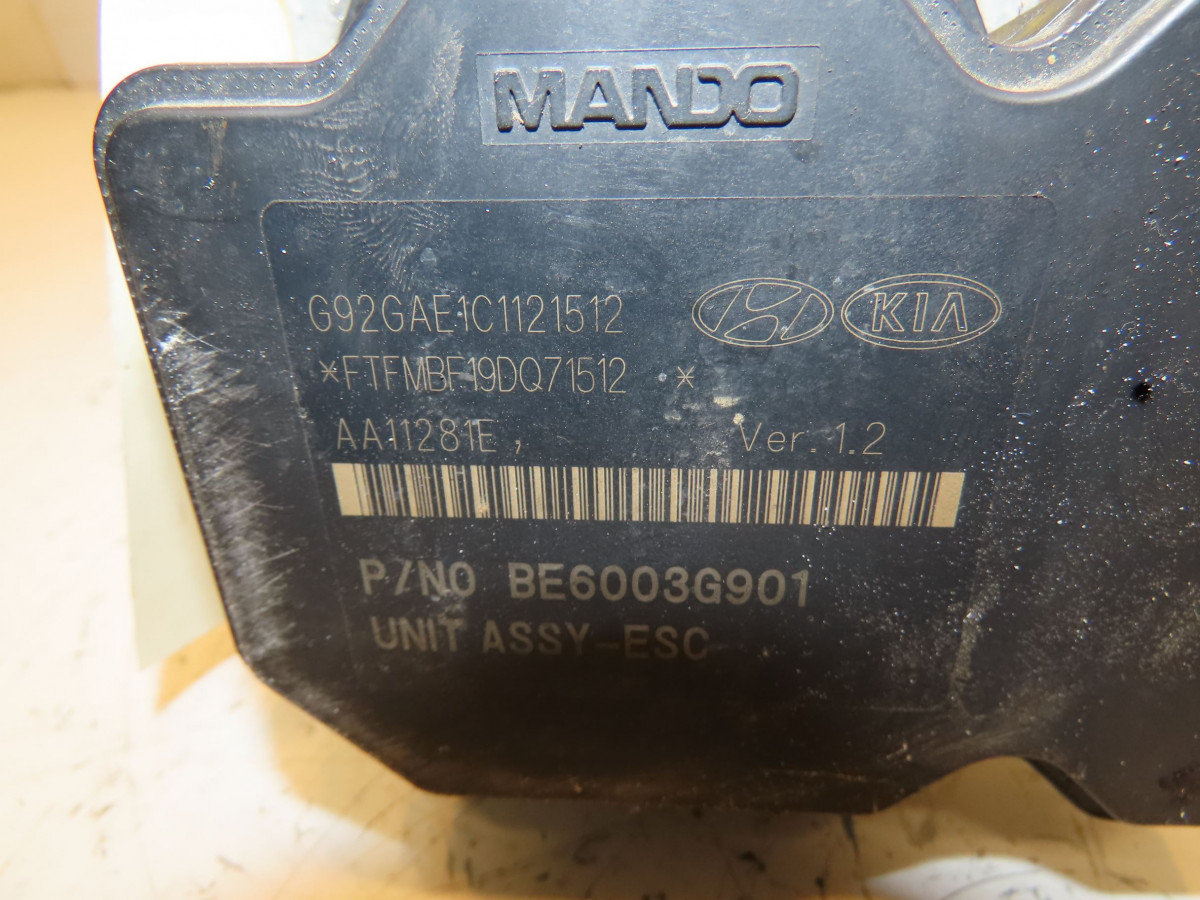 MANDO
G92GAE1C1121512
KIA
*FTFMBF19DQ71512 *
AA11281E , Ver. 1.2
P/NO BE6003G901
UNIT ASSY-ESC